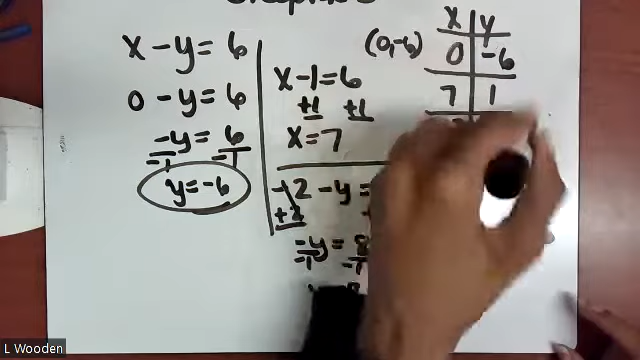 x - y = 6
0 - y = 6
-y = 6
-1 -1
y = -6
x - 1 = 6
+1 +1
x = 7
-2 - y =
+2
-y = 8
-1 -1
(0,-6)
x y
0 -6
7 1
L Wooden